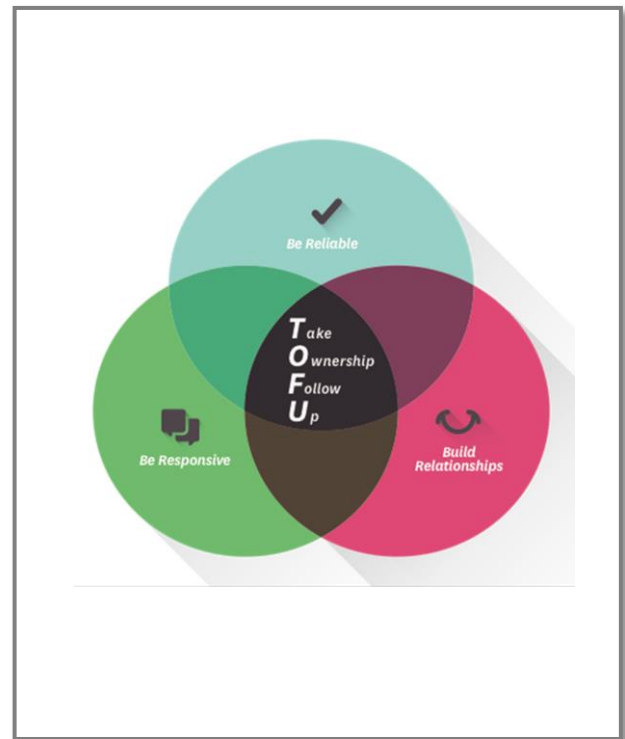 Be Reliable
Take
Ownership
Follow
Up
Be Responsive
Build
Relationships